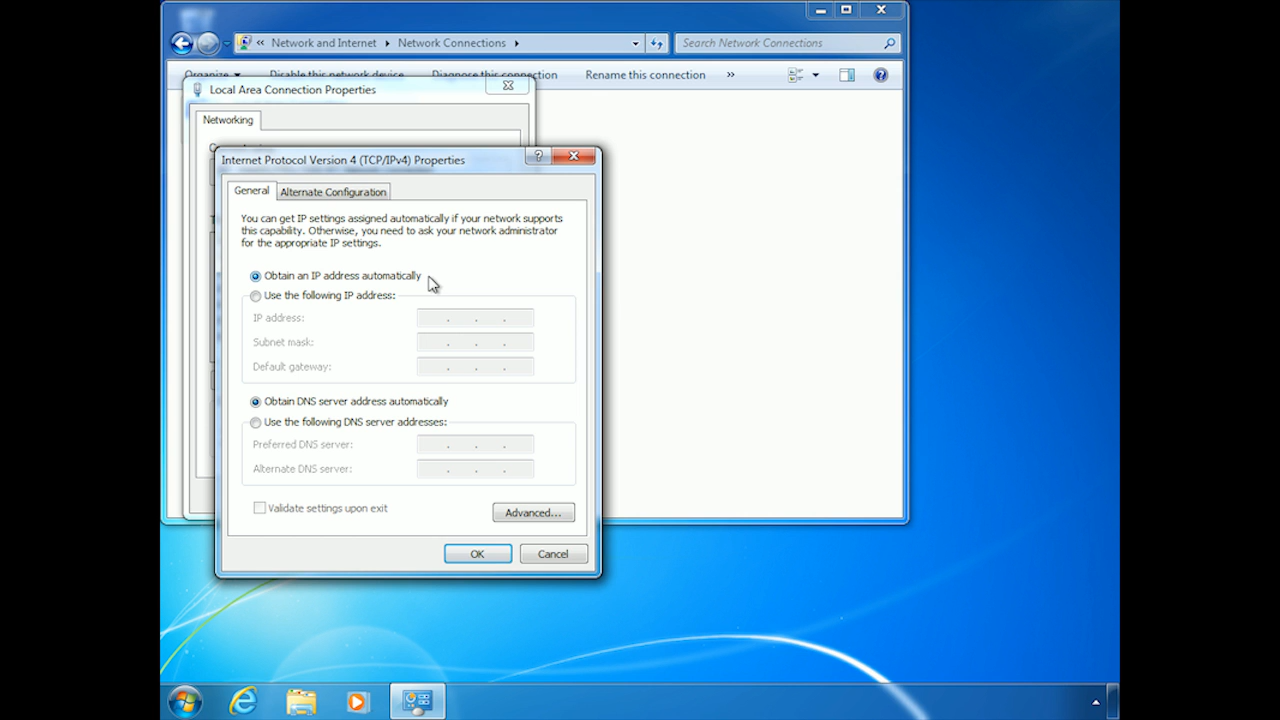 « Network and Internet ▸ Network Connections ▸
Search Network Connections
Organize ▾ Disable this network device Diagnose this connection Rename this connection »
Local Area Connection Properties
Networking
Internet Protocol Version 4 (TCP/IPv4) Properties
General
Alternate Configuration
You can get IP settings assigned automatically if your network supports
this capability. Otherwise, you need to ask your network administrator
for the appropriate IP settings.
Obtain an IP address automatically
Use the following IP address:
IP address: . . .
Subnet mask: . . .
Default gateway: . . .
Obtain DNS server address automatically
Use the following DNS server addresses:
Preferred DNS server: . . .
Alternate DNS server: . . .
Validate settings upon exit
Advanced...
OK
Cancel